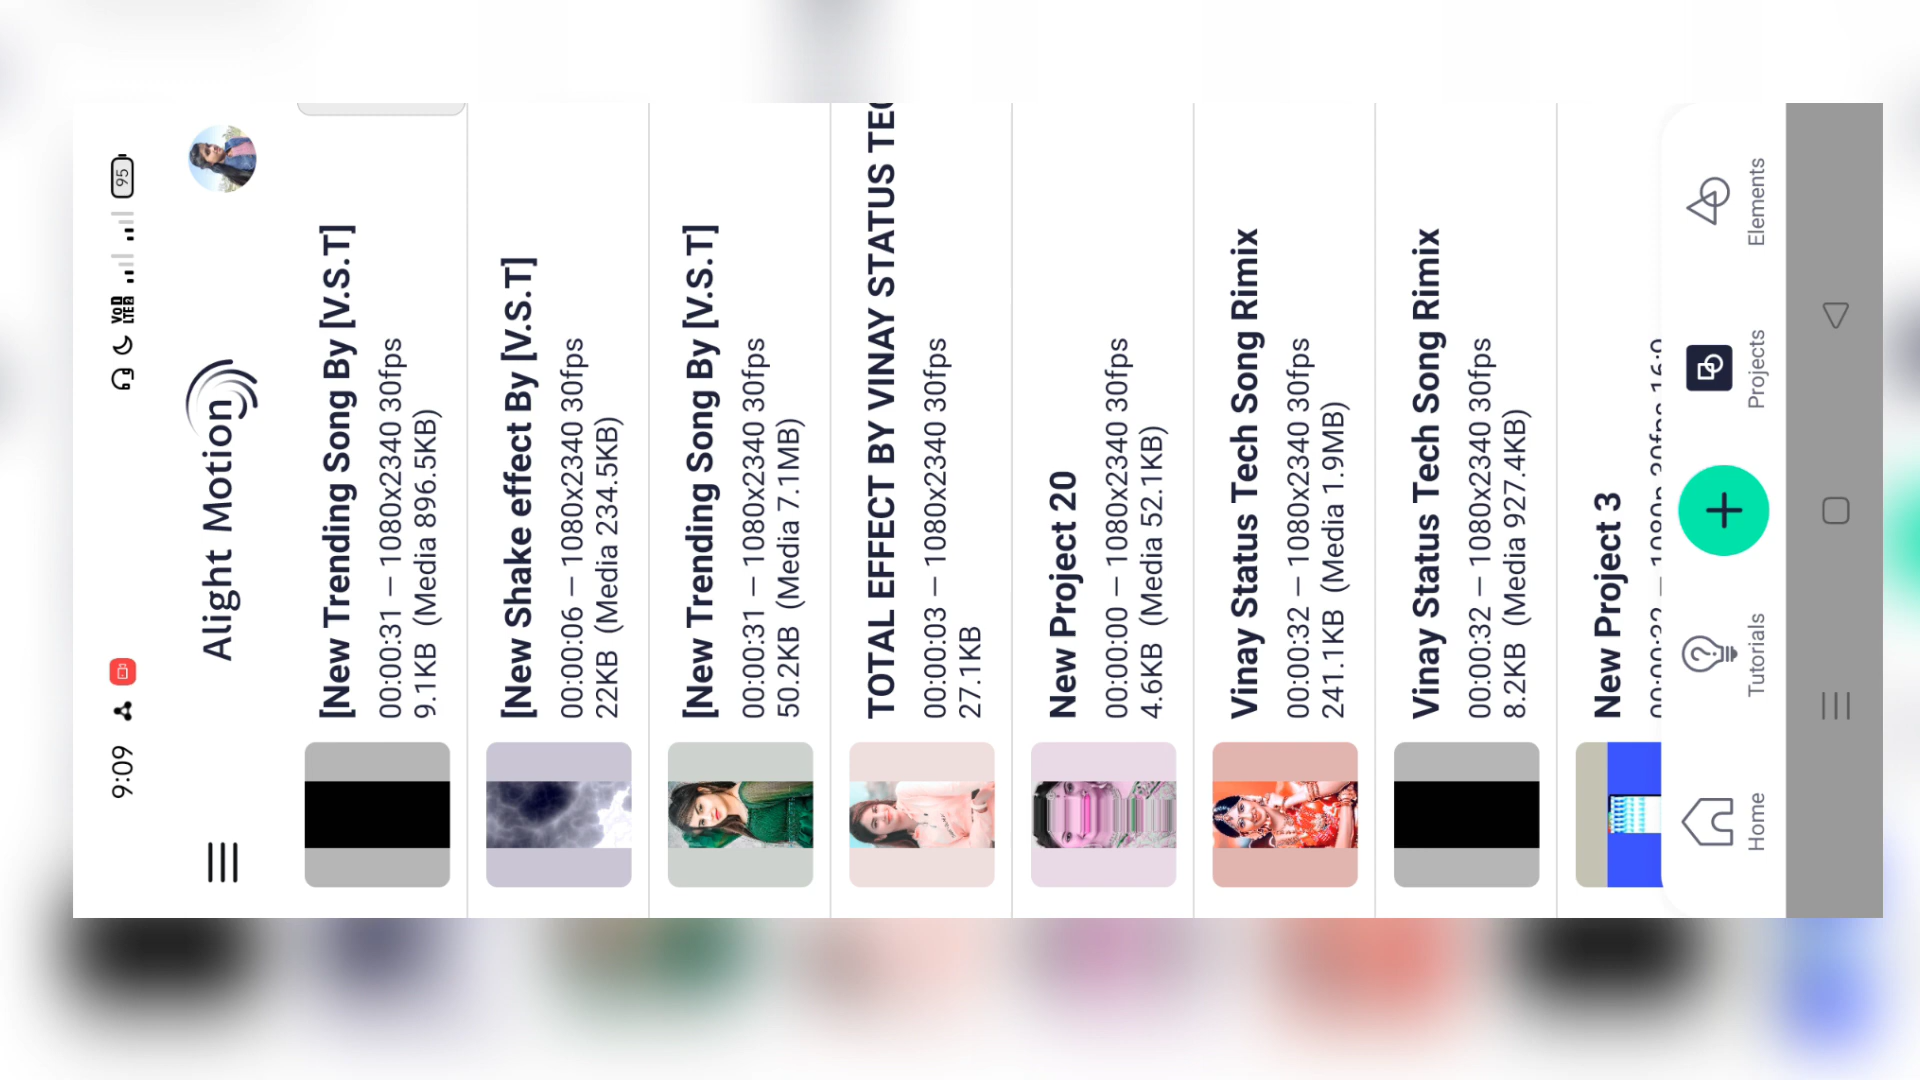 9:09
VoD
LTE2
95
Alight Motion
[New Trending Song By [V.S.T]
00:00:31 — 1080x2340 30fps
9.1KB (Media 896.5KB)
[New Shake effect By [V.S.T]
00:00:06 — 1080x2340 30fps
22KB (Media 234.5KB)
[New Trending Song By [V.S.T]
00:00:31 — 1080x2340 30fps
50.2KB (Media 7.1MB)
TOTAL EFFECT BY VINAY STATUS TEC
00:00:03 — 1080x2340 30fps
27.1KB
New Project 20
00:00:00 — 1080x2340 30fps
4.6KB (Media 52.1KB)
Vinay Status Tech Song Rimix
00:00:32 — 1080x2340 30fps
241.1KB (Media 1.9MB)
Vinay Status Tech Song Rimix
00:00:32 — 1080x2340 30fps
8.2KB (Media 927.4KB)
New Project 3
Home
Tutorials
Projects
Elements